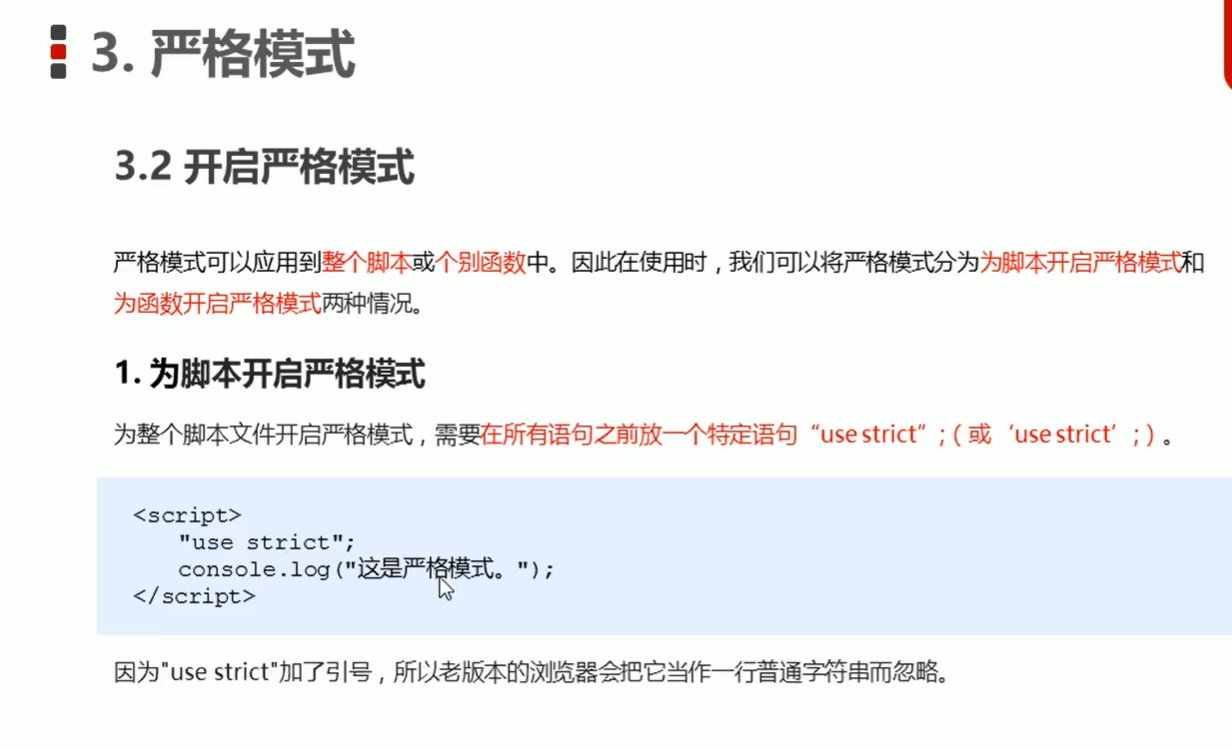 3. 严格模式
3.2 开启严格模式
严格模式可以应用到整个脚本或个别函数中。因此在使用时，我们可以将严格模式分为为脚本开启严格模式和
为函数开启严格模式两种情况。
1. 为脚本开启严格模式
为整个脚本文件开启严格模式，需要在所有语句之前放一个特定语句“use strict”;(或‘use strict’;)。
<script>
"use strict";
console.log("这是严格模式。");
</script>
因为"use strict"加了引号，所以老版本的浏览器会把它当作一行普通字符串而忽略。